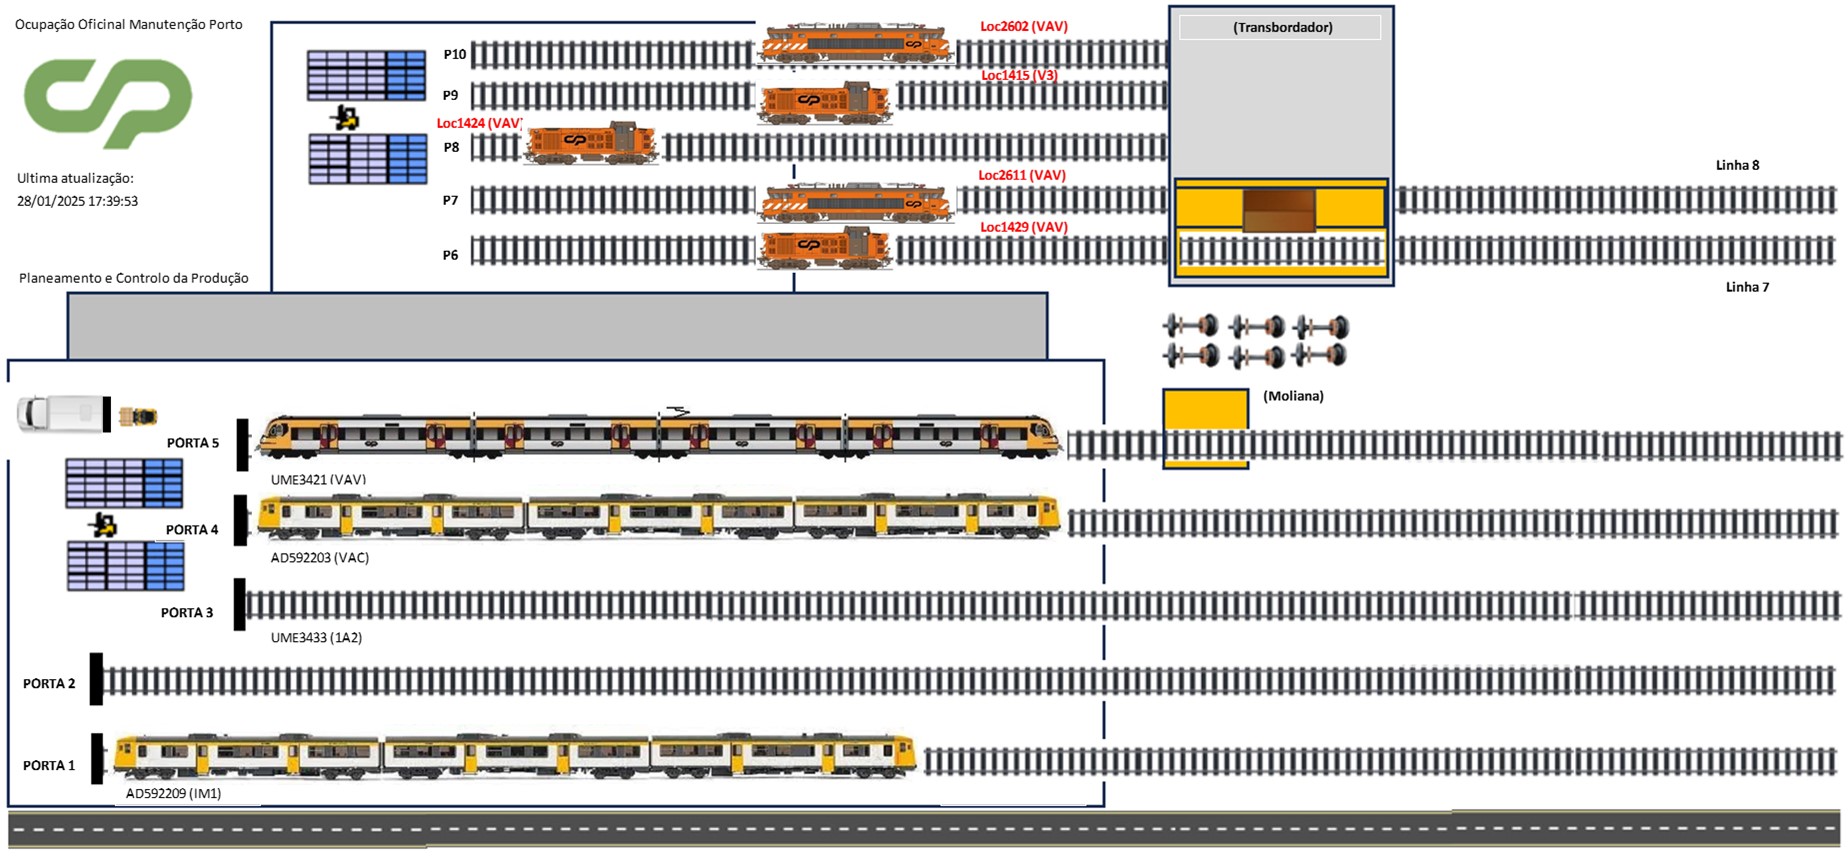 Ocupação Oficinal Manutenção Porto
CP
Ultima atualização:
28/01/2025 17:39:53
Planeamento e Controlo da Produção
P10
Loc2602 (VAV)
P9
Loc1415 (V3)
Loc1424 (VAV)
P8
P7
Loc2611 (VAV)
P6
Loc1429 (VAV)
(Transbordador)
Linha 8
Linha 7
(Moliana)
PORTA 5
UME3421 (VAV)
PORTA 4
AD592203 (VAC)
PORTA 3
UME3433 (1A2)
PORTA 2
PORTA 1
AD592209 (IM1)